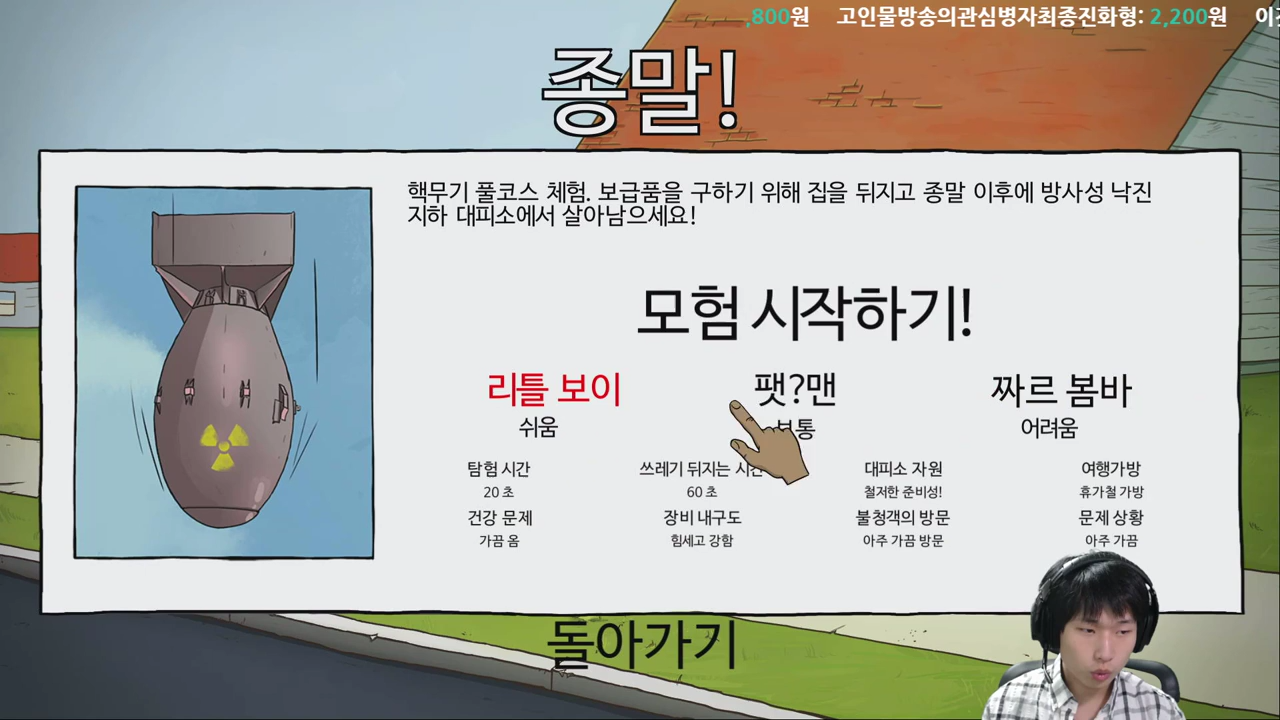 ,800원 고인물방송의관심병자최종진화형: 2,200원
종말!
핵무기 풀코스 체험. 보급품을 구하기 위해 집을 뒤지고 종말 이후에 방사성 낙진
지하 대피소에서 살아남으세요!
모험 시작하기!
리틀 보이 팻?맨 짜르 봄바
쉬움 보통 어려움
탐험 시간 쓰레기 뒤지는 시간 대피소 자원 여행가방
20 초 60 초 철저한 준비성! 휴가철 가방
건강 문제 장비 내구도 불청객의 방문 문제 상황
가끔 옴 힘세고 강함 아주 가끔 방문 아주 가끔
돌아가기